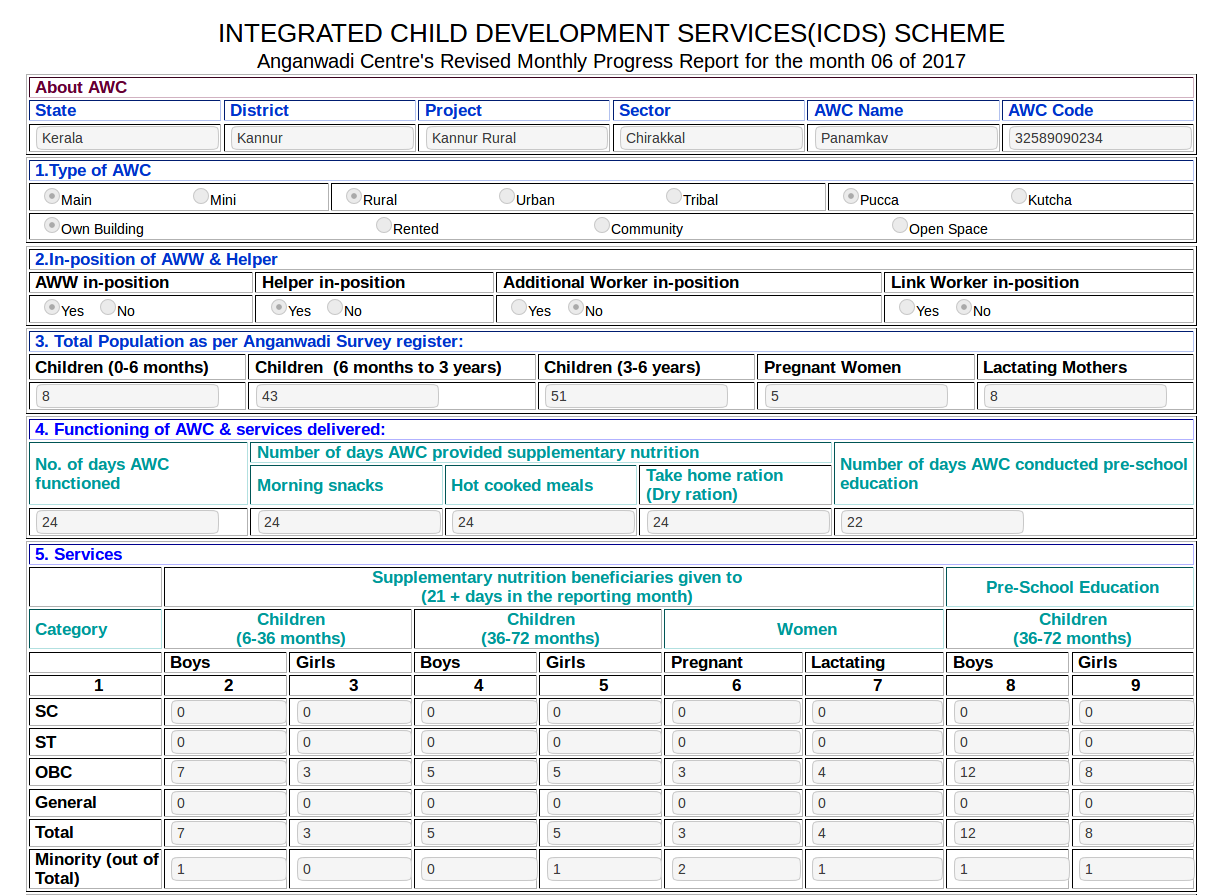 INTEGRATED CHILD DEVELOPMENT SERVICES(ICDS) SCHEME
Anganwadi Centre's Revised Monthly Progress Report for the month 06 of 2017
About AWC
State District Project Sector AWC Name AWC Code
Kerala Kannur Kannur Rural Chirakkal Panamkav 32589090234
1.Type of AWC
Main Mini Rural Urban Tribal Pucca Kutcha
Own Building Rented Community Open Space
2.In-position of AWW & Helper
AWW in-position Helper in-position Additional Worker in-position Link Worker in-position
Yes No Yes No Yes No Yes No
3. Total Population as per Anganwadi Survey register:
Children (0-6 months) Children (6 months to 3 years) Children (3-6 years) Pregnant Women Lactating Mothers
8 43 51 5 8
4. Functioning of AWC & services delivered:
No. of days AWC functioned
Number of days AWC provided supplementary nutrition
Morning snacks Hot cooked meals Take home ration
(Dry ration)
Number of days AWC conducted pre-school
education
24 24 24 24 22
5. Services
Supplementary nutrition beneficiaries given to
(21 + days in the reporting month)
Pre-School Education
Category
Children
(6-36 months)
Children
(36-72 months)
Women
Children
(36-72 months)
Boys Girls Boys Girls Pregnant Lactating Boys Girls
1 2 3 4 5 6 7 8 9
SC 0 0 0 0 0 0 0 0
ST 0 0 0 0 0 0 0 0
OBC 7 3 5 5 3 4 12 8
General 0 0 0 0 0 0 0 0
Total 7 3 5 5 3 4 12 8
Minority (out of
Total) 1 0 0 1 2 1 1 1